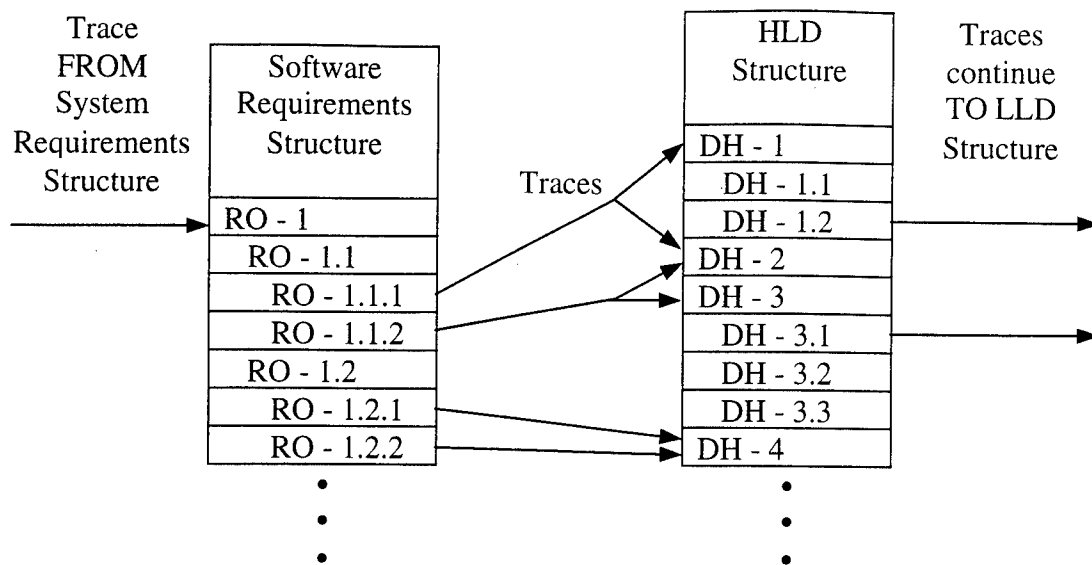 Trace
FROM
System
Requirements
Structure
Software
Requirements
Structure
RO - 1
RO - 1.1
RO - 1.1.1
RO - 1.1.2
RO - 1.2
RO - 1.2.1
RO - 1.2.2
Traces
HLD
Structure
DH - 1
DH - 1.1
DH - 1.2
DH - 2
DH - 3
DH - 3.1
DH - 3.2
DH - 3.3
DH - 4
Traces
continue
TO LLD
Structure